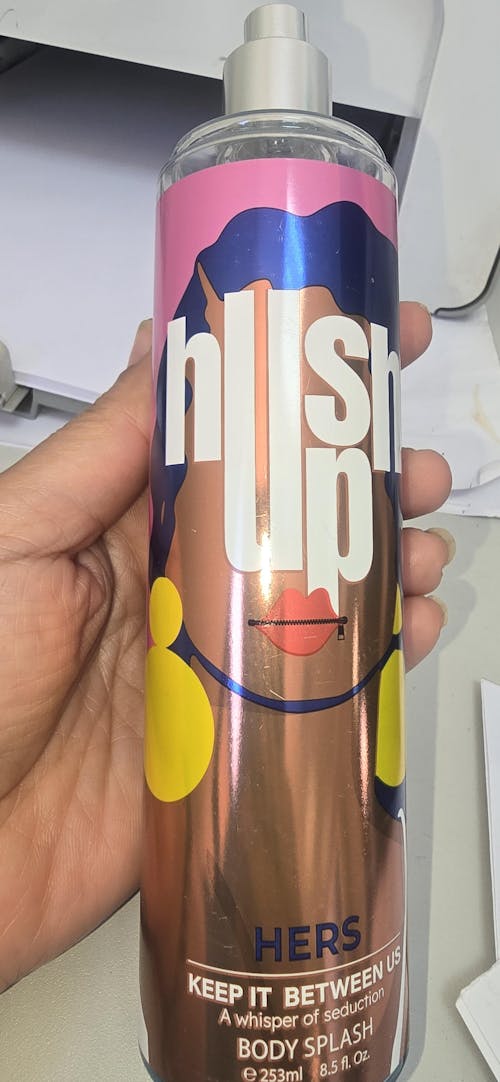 hUsh
Up
HERS
KEEP IT BETWEEN US
A whisper of seduction
BODY SPLASH
℮253ml 8.5 fl. Oz.